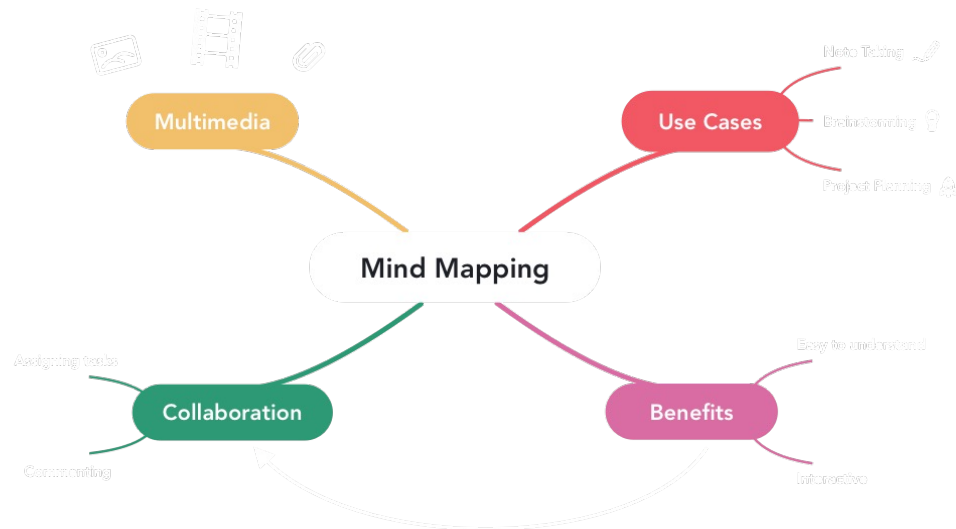 Multimedia
Use Cases
Note Taking
Brainstorming
Project Planning
Mind Mapping
Assigning tasks
Collaboration
Commenting
Easy to understand
Benefits
Interactive